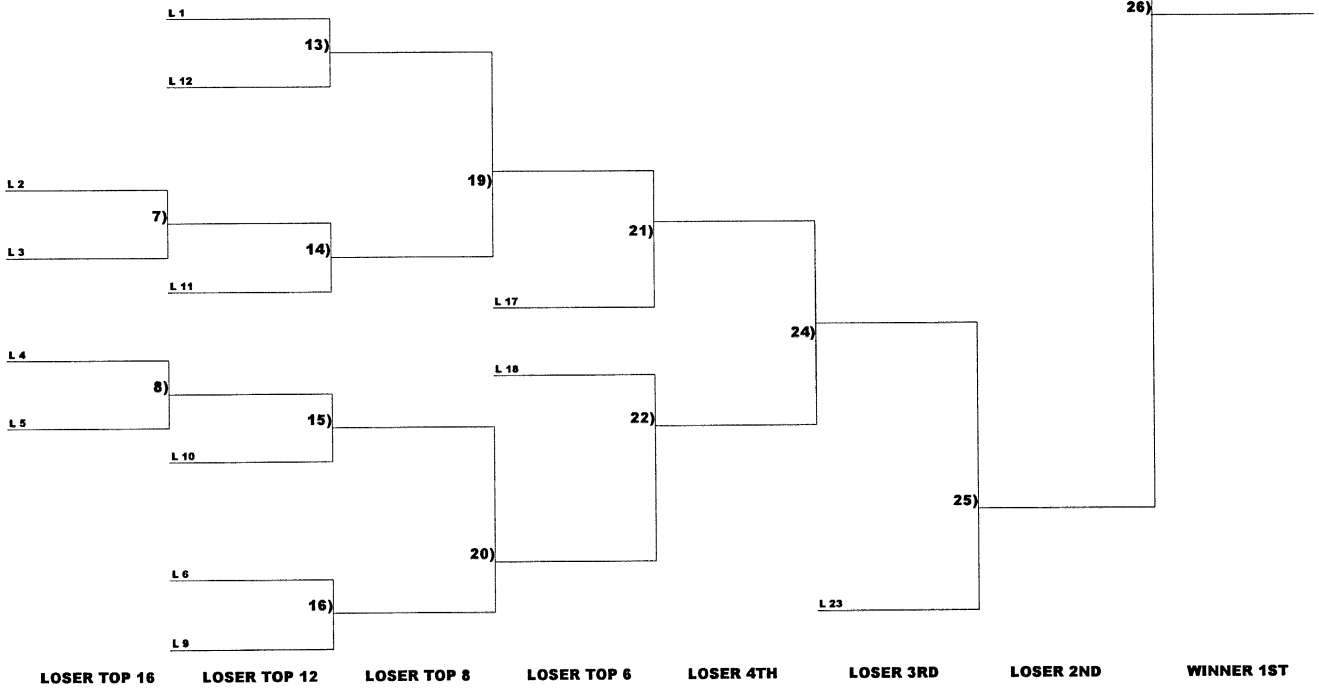 26)
L 1
13)
L 12
L 2
19)
7)
21)
14)
L 3
L 11
L 17
24)
L 4
L 18
8)
22)
15)
L 5
L 10
25)
20)
L 6
16)
L 23
L 9
LOSER TOP 16 LOSER TOP 12 LOSER TOP 8 LOSER TOP 6 LOSER 4TH LOSER 3RD LOSER 2ND WINNER 1ST